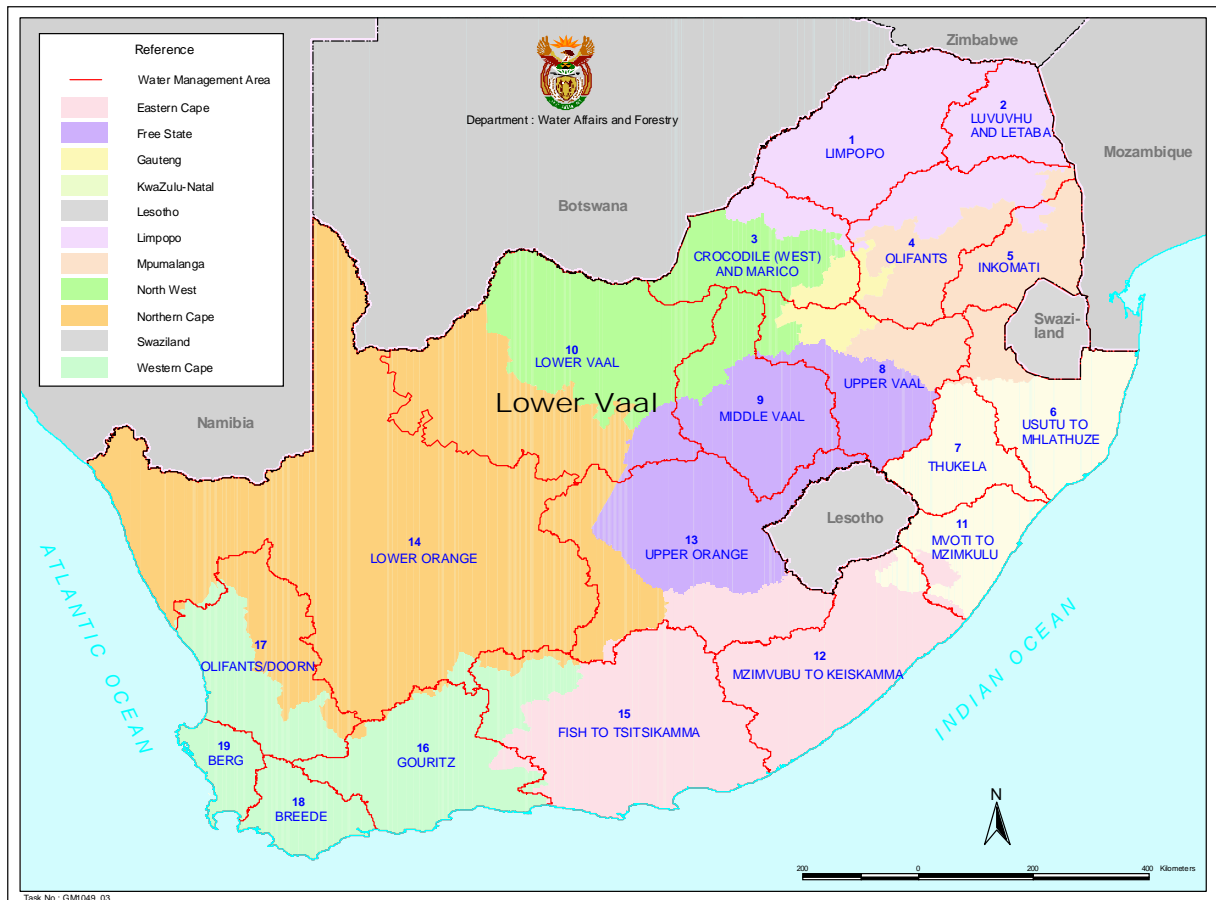 Reference
Water Management Area
Eastern Cape
Free State
Gauteng
KwaZulu-Natal
Lesotho
Limpopo
Mpumalanga
North West
Northern Cape
Swaziland
Western Cape
Department : Water Affairs and Forestry
Zimbabwe
Mozambique
Botswana
Namibia
Swazi-
land
Lesotho
1
LIMPOPO
2
LUVUVHU
AND LETABA
3
CROCODILE (WEST)
AND MARICO
4
OLIFANTS
5
INKOMATI
10
LOWER VAAL
Lower Vaal
9
MIDDLE VAAL
8
UPPER VAAL
6
USUTU TO
MHLATHUZE
7
THUKELA
11
MVOTI TO
MZIMKULU
13
UPPER ORANGE
14
LOWER ORANGE
12
MZIMVUBU TO KEISKAMMA
15
FISH TO TSITSIKAMMA
16
GOURITZ
17
OLIFANTS/DOORN
18
BREEDE
19
BERG
ATLANTIC OCEAN
INDIAN OCEAN
N
200 0 200 400 Kilometers
Task No : GM1049_03